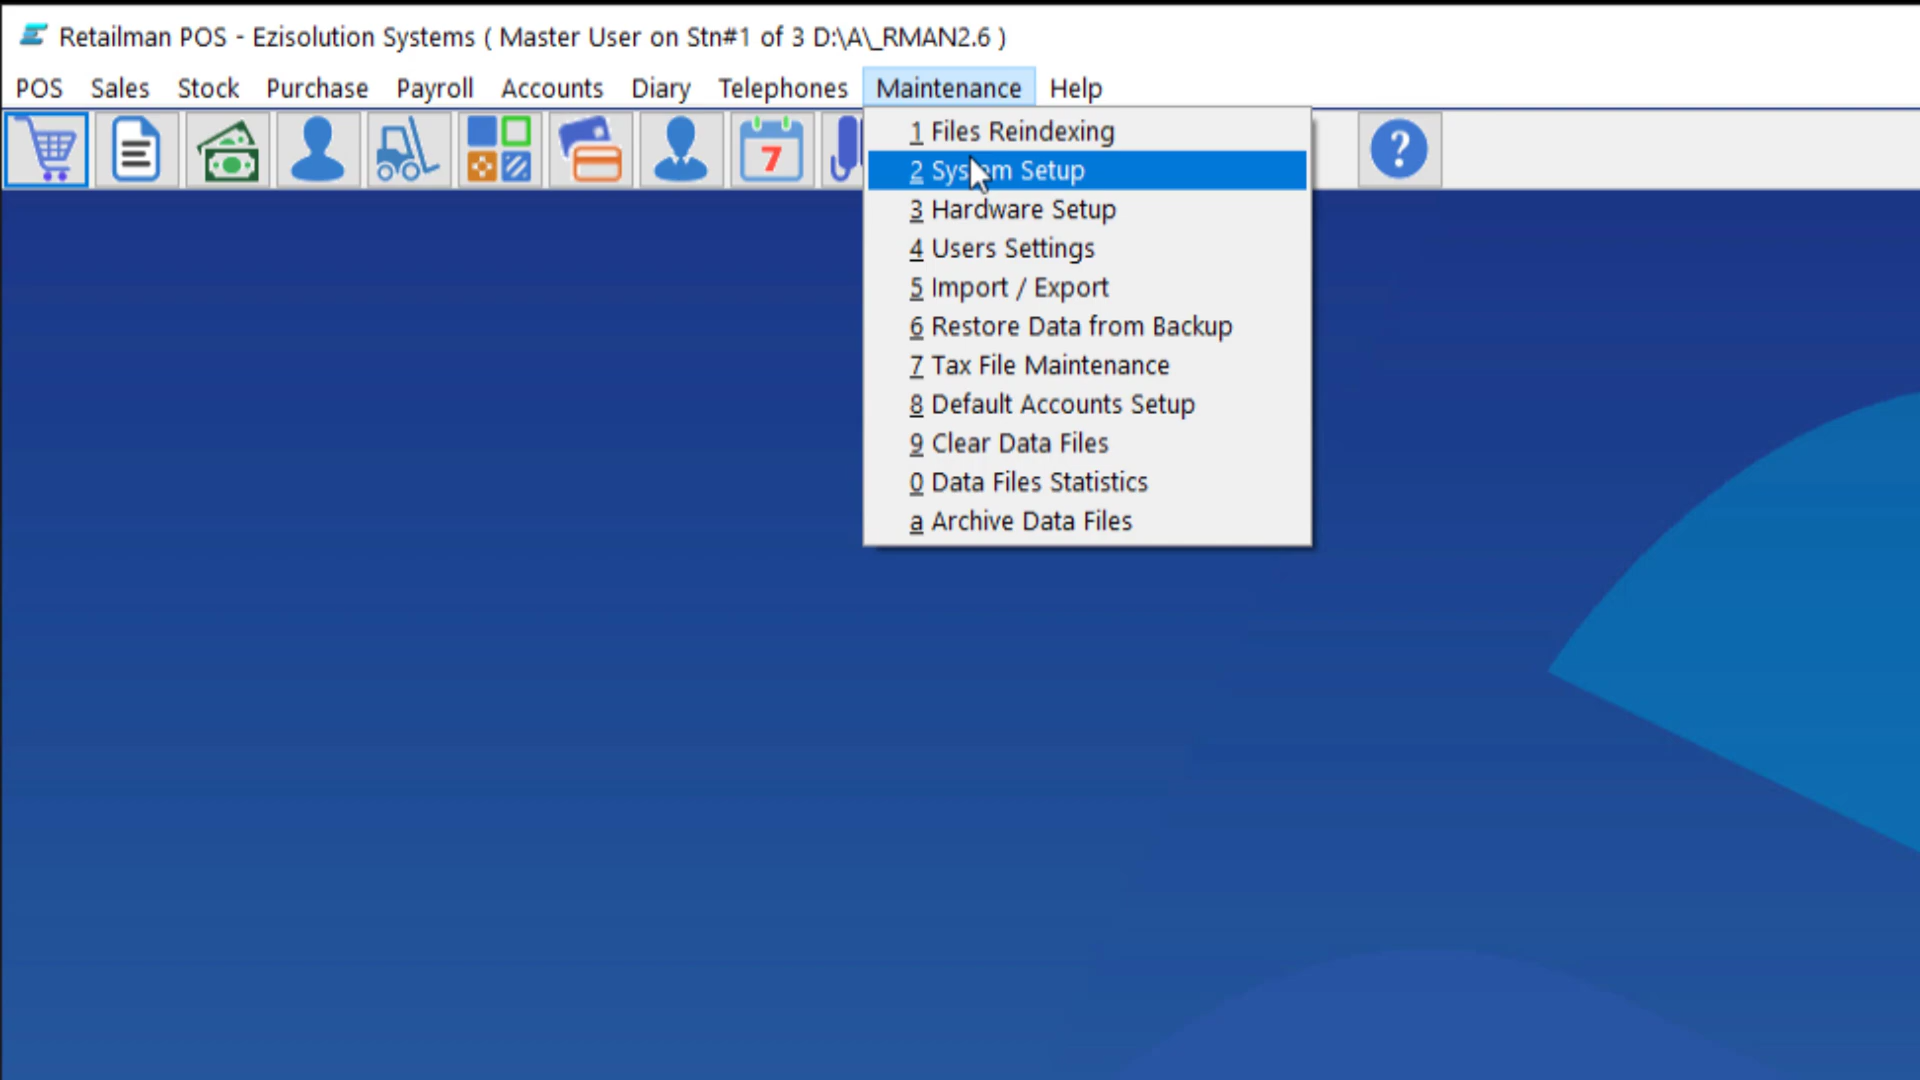 Retailman POS - Ezisolution Systems ( Master User on Stn#1 of 3 D:\A\_RMAN2.6 )
POS Sales Stock Purchase Payroll Accounts Diary Telephones Maintenance Help
7 ?
1 Files Reindexing
2 System Setup
3 Hardware Setup
4 Users Settings
5 Import / Export
6 Restore Data from Backup
7 Tax File Maintenance
8 Default Accounts Setup
9 Clear Data Files
0 Data Files Statistics
a Archive Data Files